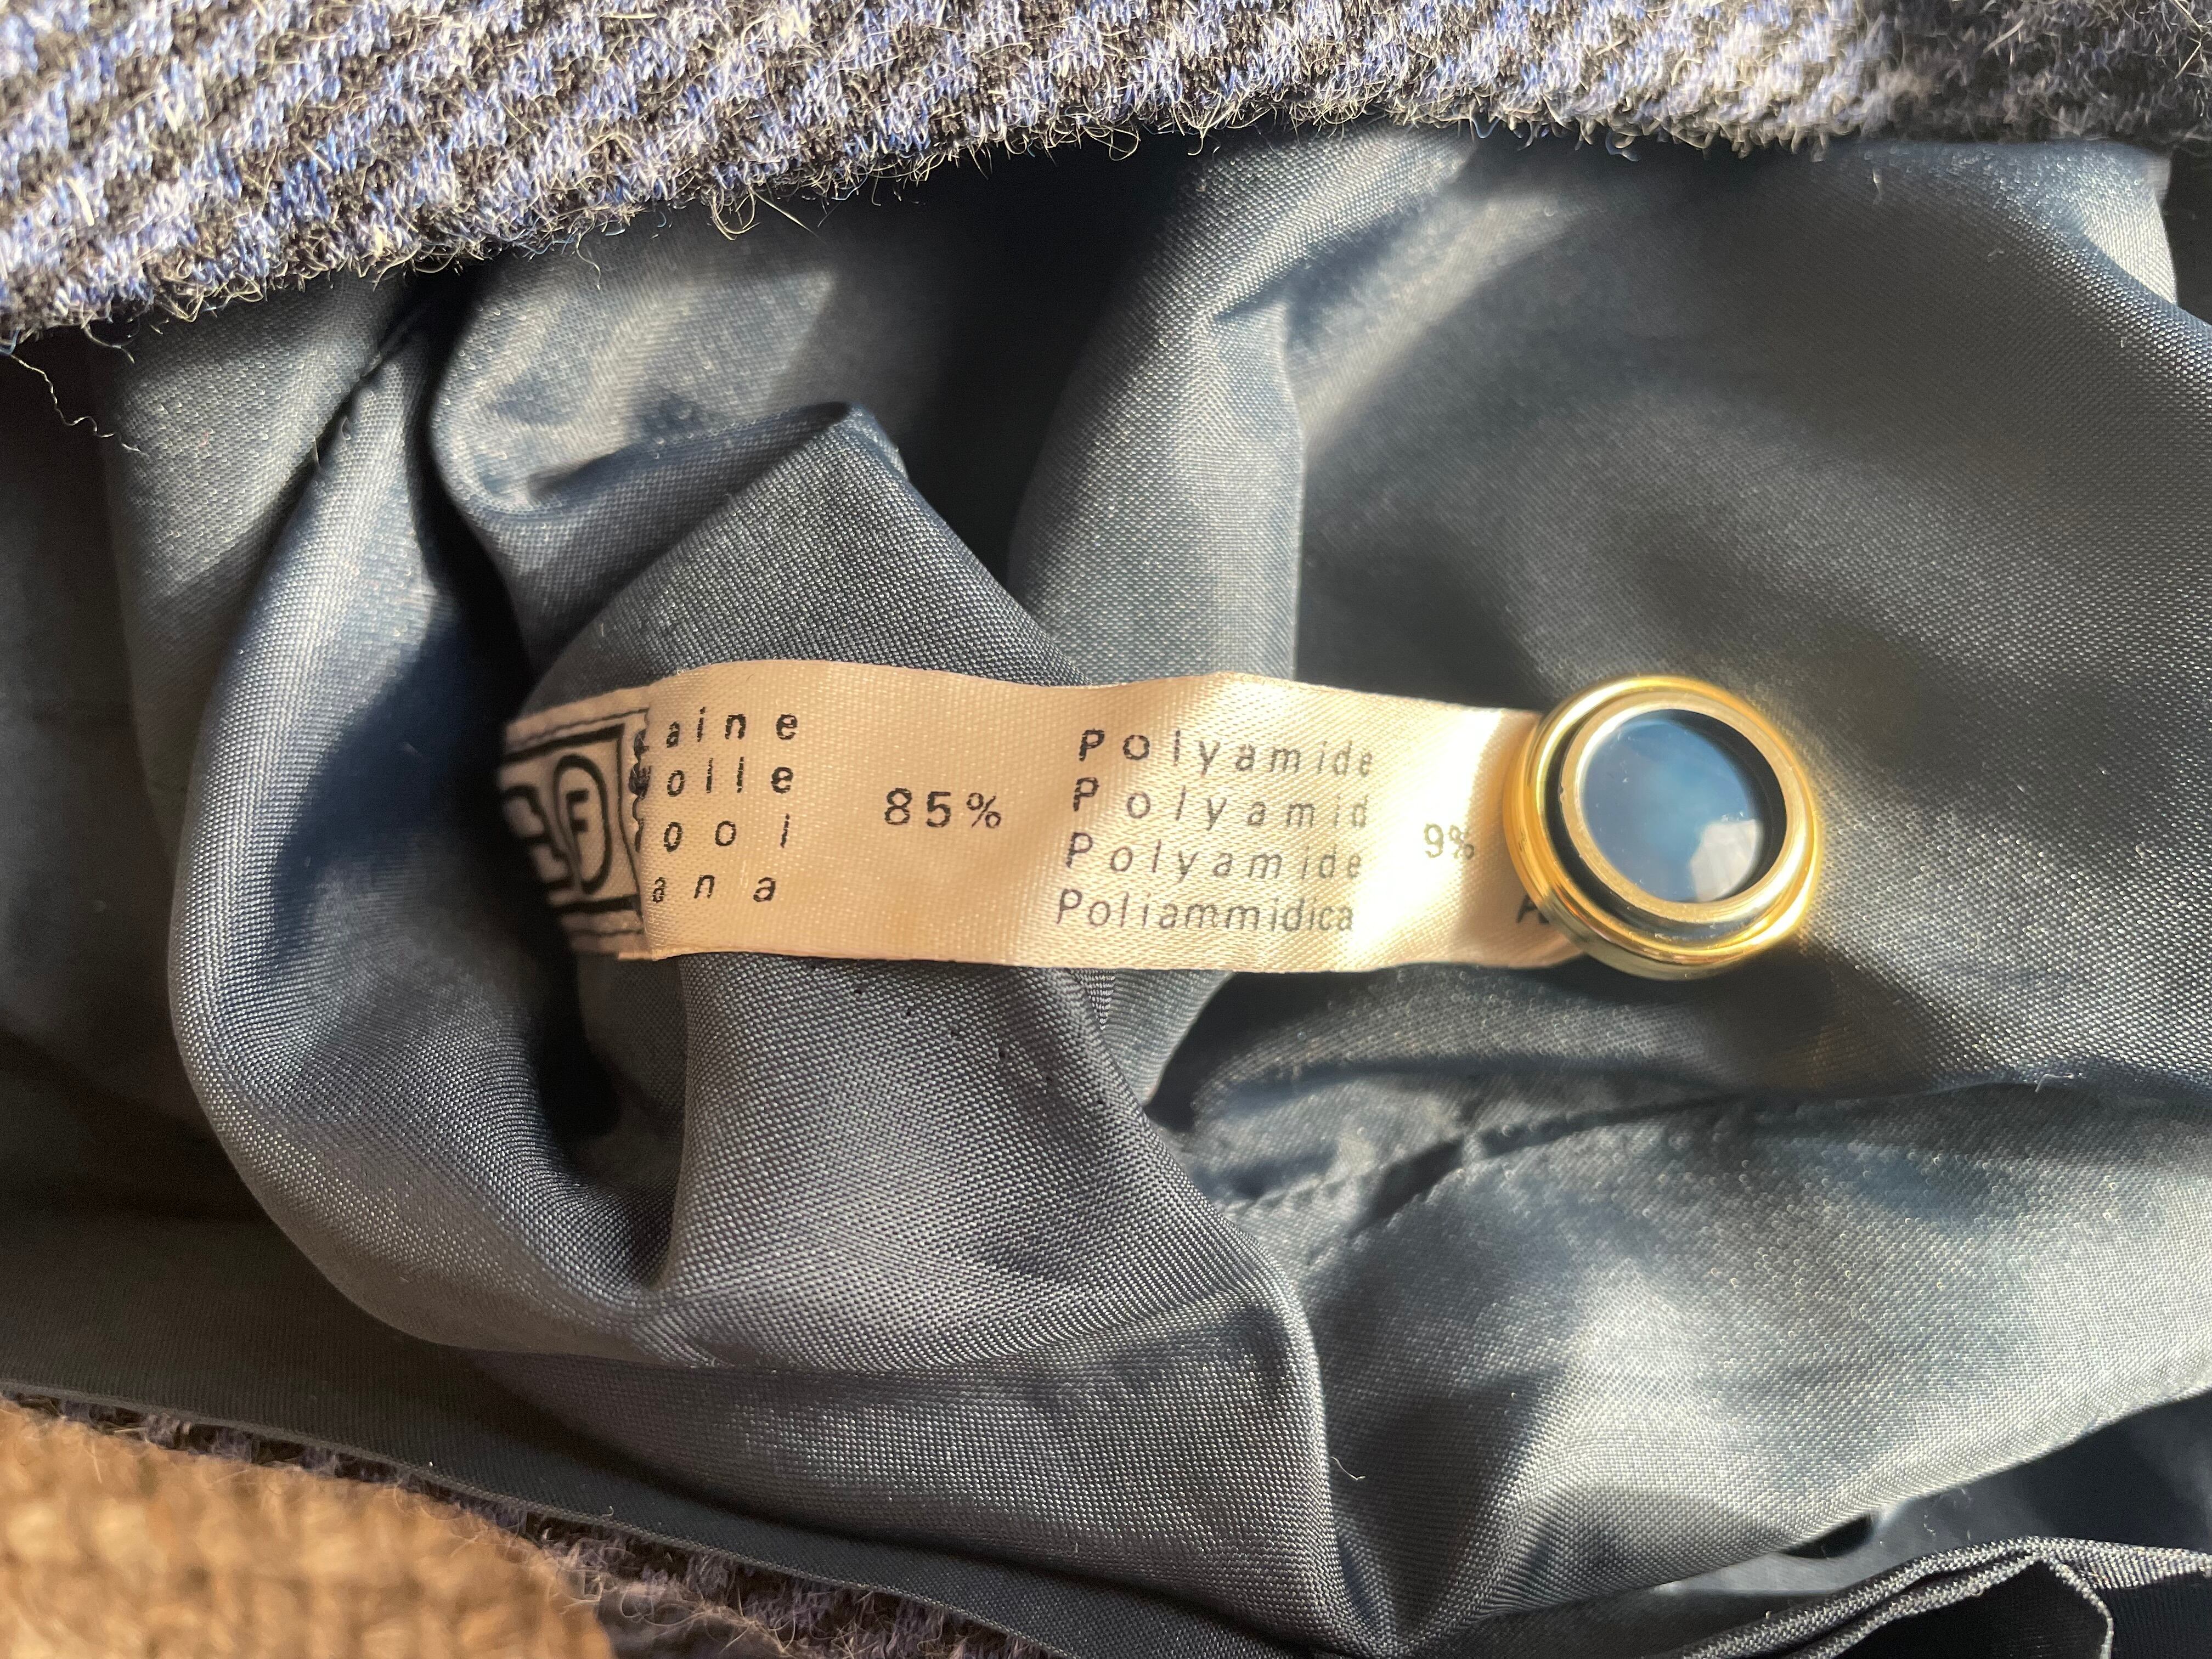 F
aine
olle
ool
ana
85%
Polyamide
Polyamid
Polyamide
Poliammidica
9%